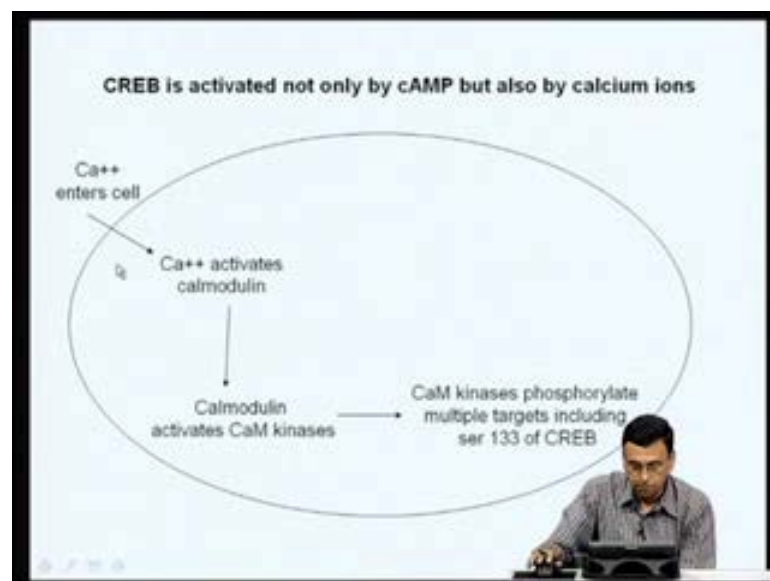 CREB is activated not only by cAMP but also by calcium ions
Ca++
enters cell
Ca++ activates
calmodulin
Calmodulin
activates CaM kinases
CaM kinases phosphorylate
multiple targets including
ser 133 of CREB